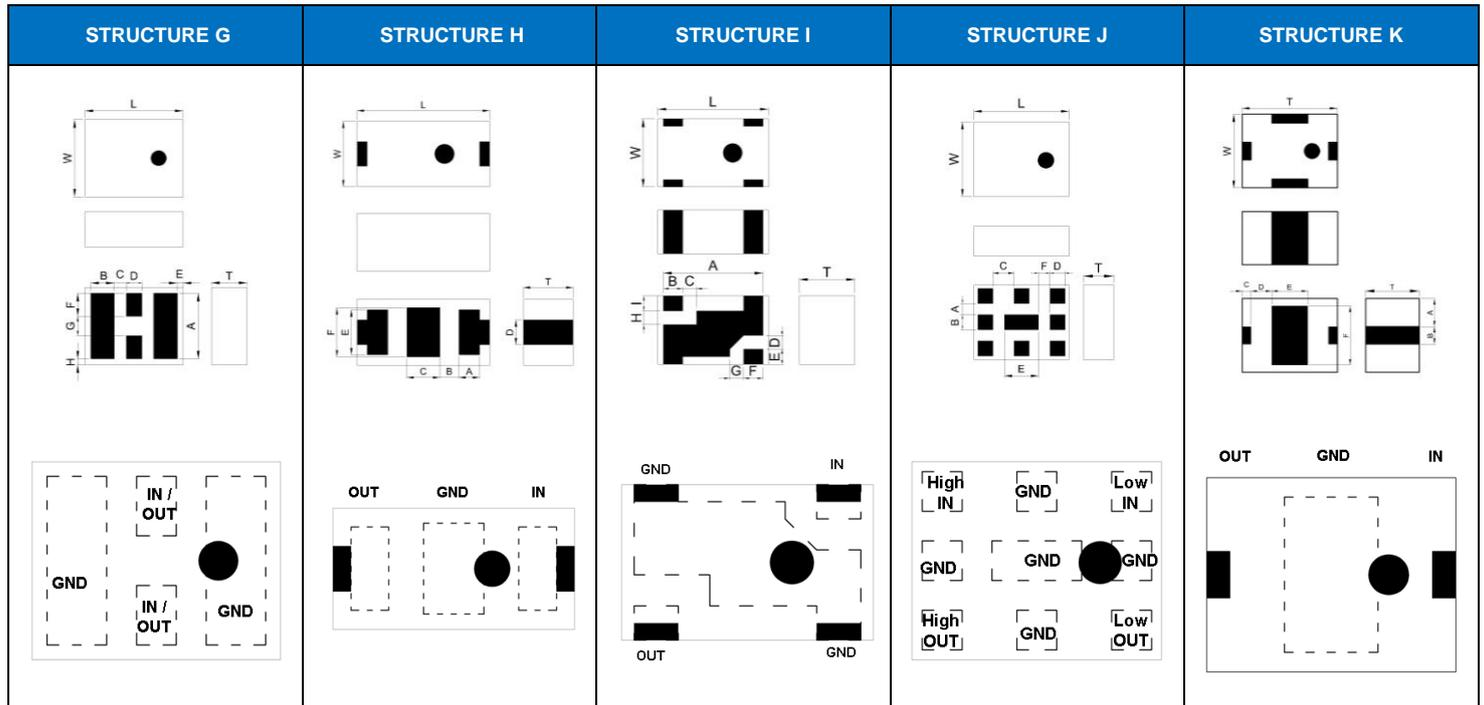 STRUCTURE G
STRUCTURE H
STRUCTURE I
STRUCTURE J
STRUCTURE K
L
W
B C D E T
F
G
H
A
IN /
OUT
GND
IN /
OUT
GND
L
W
T
F E
D
C B A
OUT GND IN
L
W
A
B C
T
I
H
D
E
G F
GND IN
OUT GND
L
W
C F D T
A
B
E
High
IN
GND
Low
IN
GND GND GND
High
OUT
GND
Low
OUT
T
W
C D E T
F
A
B
OUT GND IN